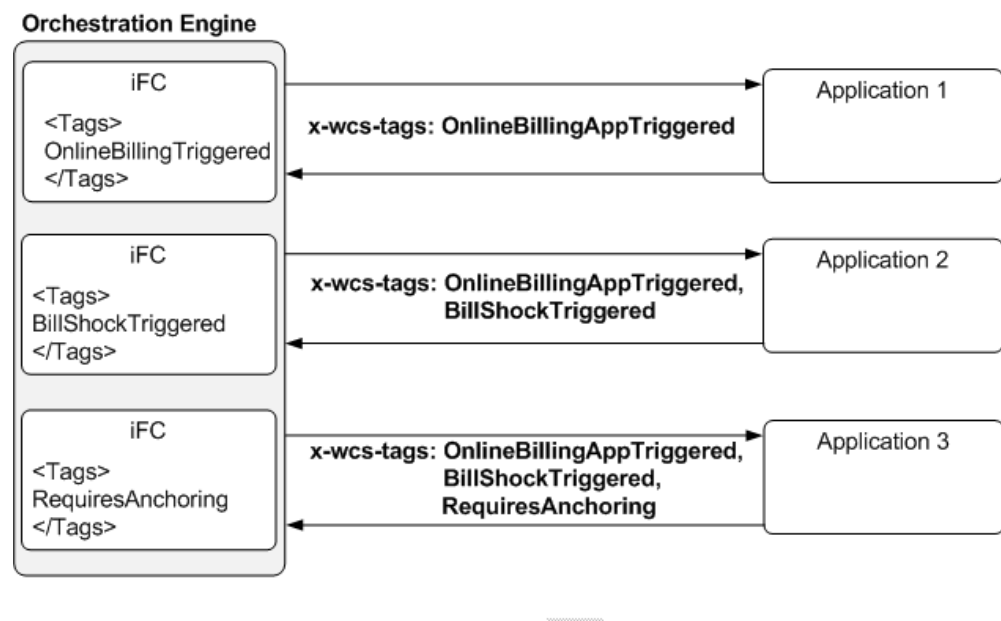 Orchestration Engine
iFC
<Tags>
OnlineBillingTriggered
</Tags>
x-wcs-tags: OnlineBillingAppTriggered
Application 1
iFC
<Tags>
BillShockTriggered
</Tags>
x-wcs-tags: OnlineBillingAppTriggered,
BillShockTriggered
Application 2
iFC
<Tags>
RequiresAnchoring
</Tags>
x-wcs-tags: OnlineBillingAppTriggered,
BillShockTriggered,
RequiresAnchoring
Application 3